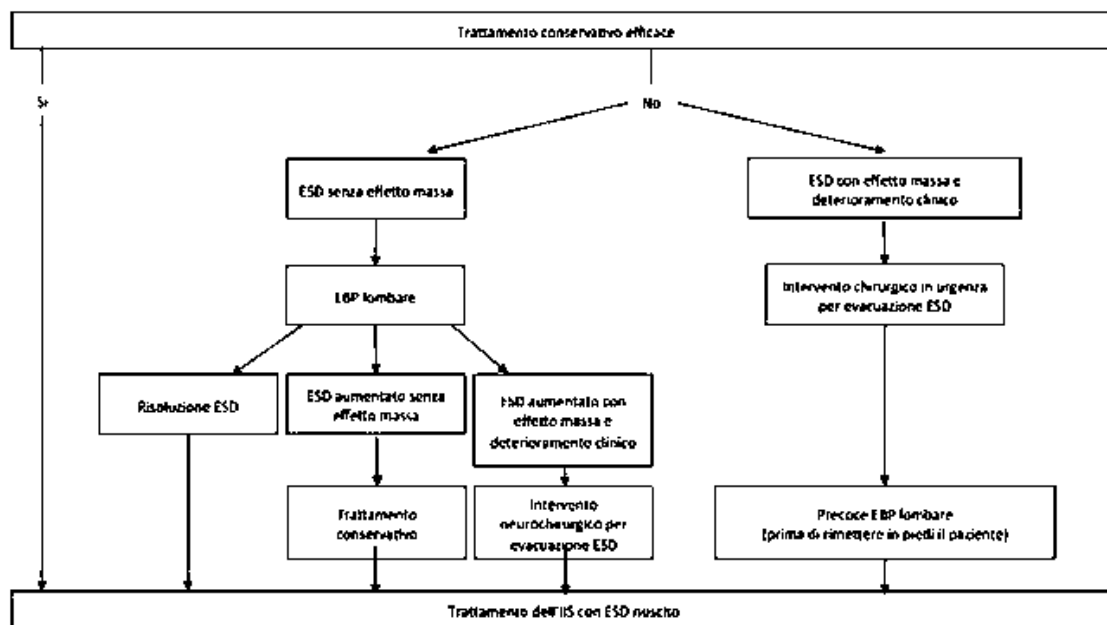 Trattamento conservativo efficace
Si
No
ESD senza effetto massa
ESD con effetto massa e
deterioramento clinico
EBP lombare
Intervento chirurgico in urgenza
per evacuazione ESD
Risoluzione ESD
ESD aumentato senza
effetto massa
ESD aumentato con
effetto massa e
deterioramento clinico
Trattamento
conservativo
Intervento
neurochirurgico per
evacuazione ESD
Precoce EBP lombare
(prima di rimettere in piedi il paziente)
Trattamento dell'IIS con ESD riuscito